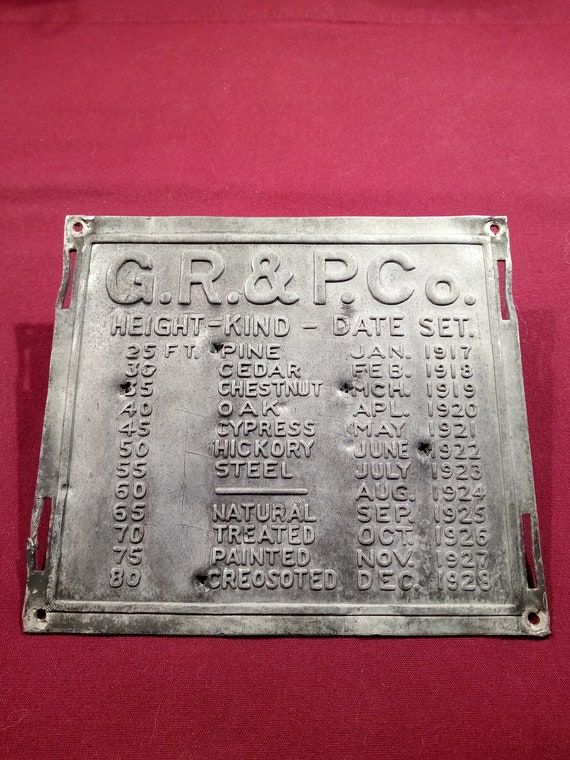 G.R.& P.Co.
HEIGHT-KIND - DATE SET.
25 FT. PINE JAN. 1917
30 CEDAR FEB. 1918
35 CHESTNUT MCH. 1919
40 OAK APL. 1920
45 CYPRESS MAY 1921
50 HICKORY JUNE 1922
55 STEEL JULY 1923
60 AUG. 1924
65 NATURAL SEP. 1925
70 TREATED OCT. 1926
75 PAINTED NOV. 1927
80 CREOSOTED DEC. 1928